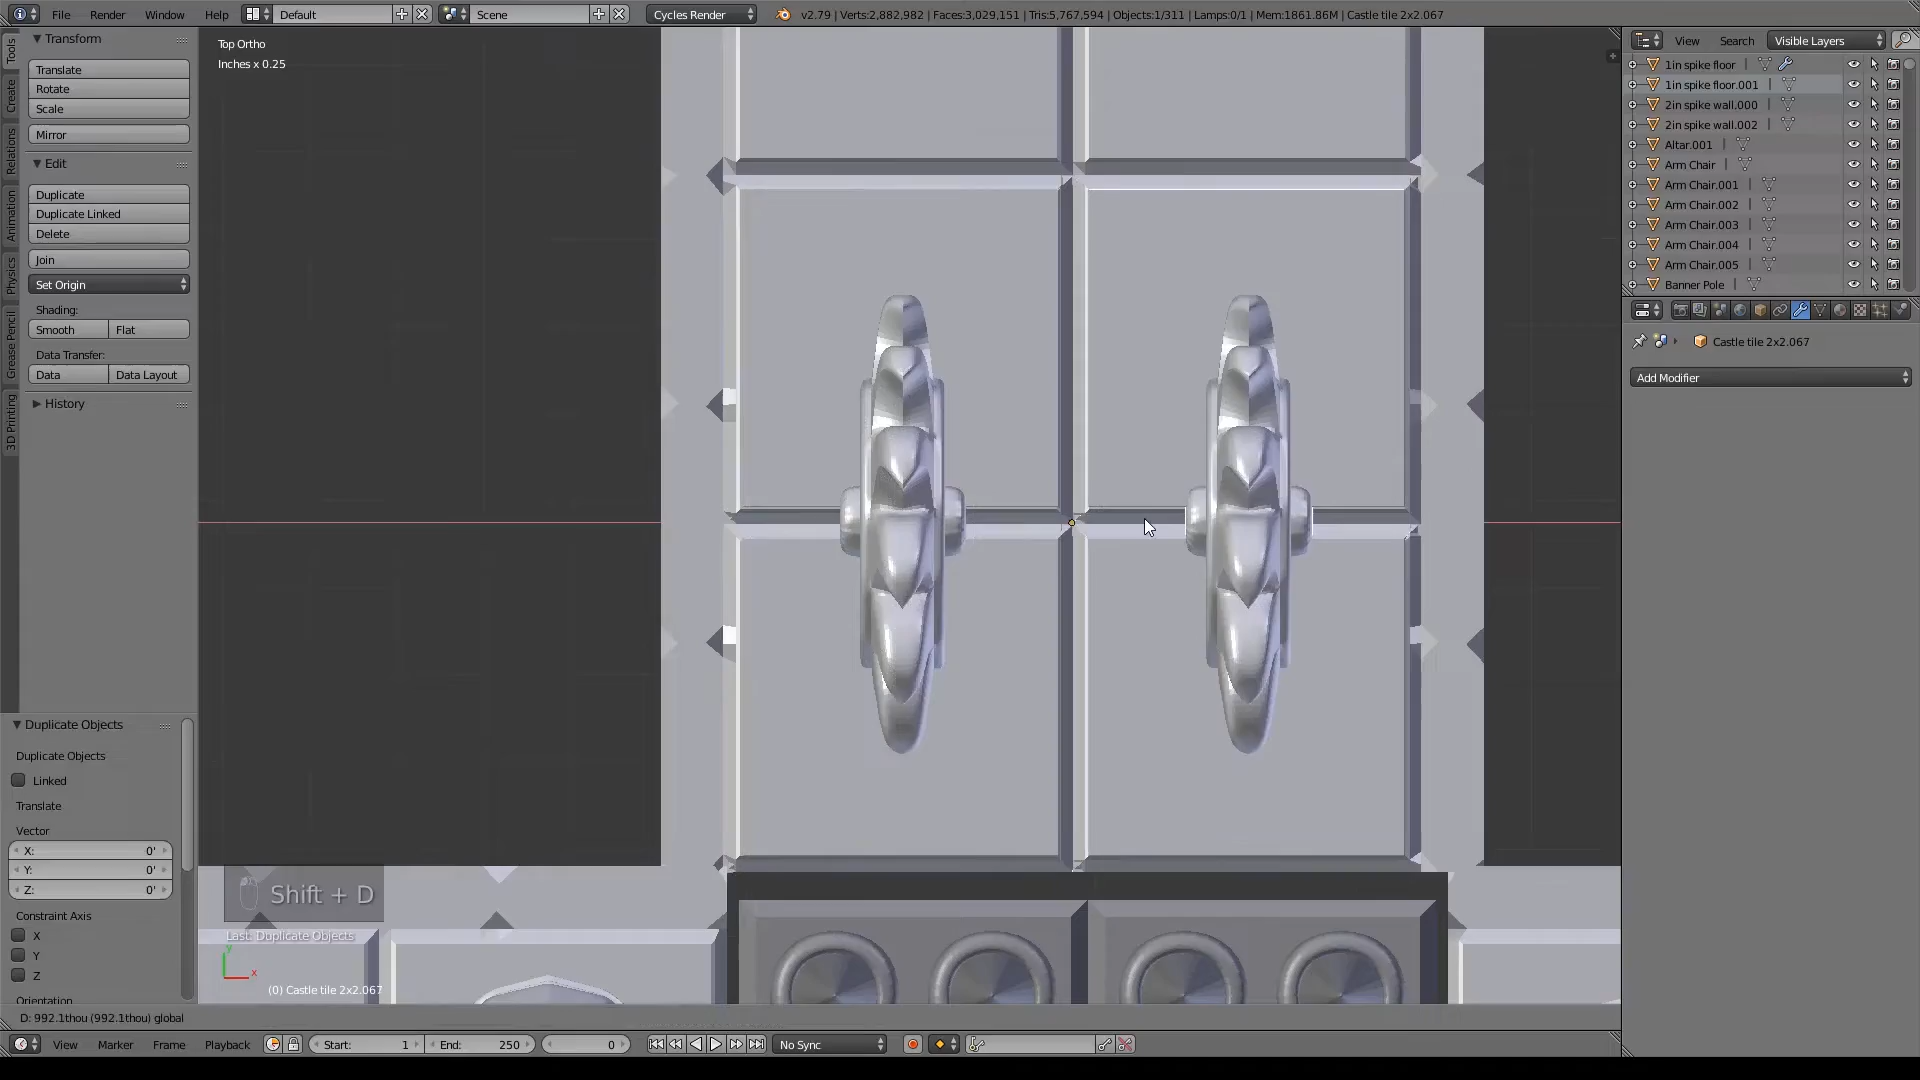 File Render Window Help Default Scene Cycles Render v2.79 | Verts:2,882,982 | Faces:3,029,151 | Tris:5,767,594 | Objects:1/311 | Lamps:0/1 | Mem:1861.86M | Castle tile 2x2.067
View Search Visible Layers
Tools
Create
Relations
Animation
Physics
Grease Pencil
3D Printing
Transform
Translate
Rotate
Scale
Mirror
Edit
Duplicate
Duplicate Linked
Delete
Join
Set Origin
Shading:
Smooth Flat
Data Transfer:
Data Data Layout
History
Duplicate Objects
Duplicate Objects
Linked
Translate
Vector
X: 0'
Y: 0'
Z: 0'
Constraint Axis
X
Y
Z
Orientation
Top Ortho
Inches x 0.25
Shift + D
Last: Duplicate Objects
y
x
(0) Castle tile 2x2.067
1in spike floor
1in spike floor.001
2in spike wall.000
2in spike wall.002
Altar.001
Arm Chair
Arm Chair.001
Arm Chair.002
Arm Chair.003
Arm Chair.004
Arm Chair.005
Banner Pole
Castle tile 2x2.067
Add Modifier
D: 992.1thou (992.1thou) global
View Marker Frame Playback Start: 1 End: 250 0 No Sync